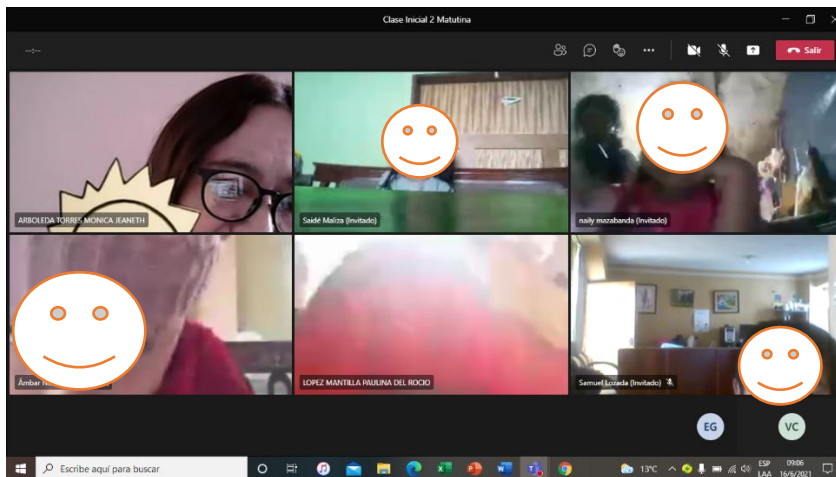 Clase Inicial 2 Matutina
--:--
Salir
ARBOLEDA TORRES MONICA JEANETH
Saidé Maliza (Invitado)
naily mazabanda (Invitado)
Ámbar
LOPEZ MANTILLA PAULINA DEL ROCIO
Samuel Lozada (Invitado)
EG
VC
Escribe aquí para buscar
13°C
ESP
LAA
09:06
16/6/2021